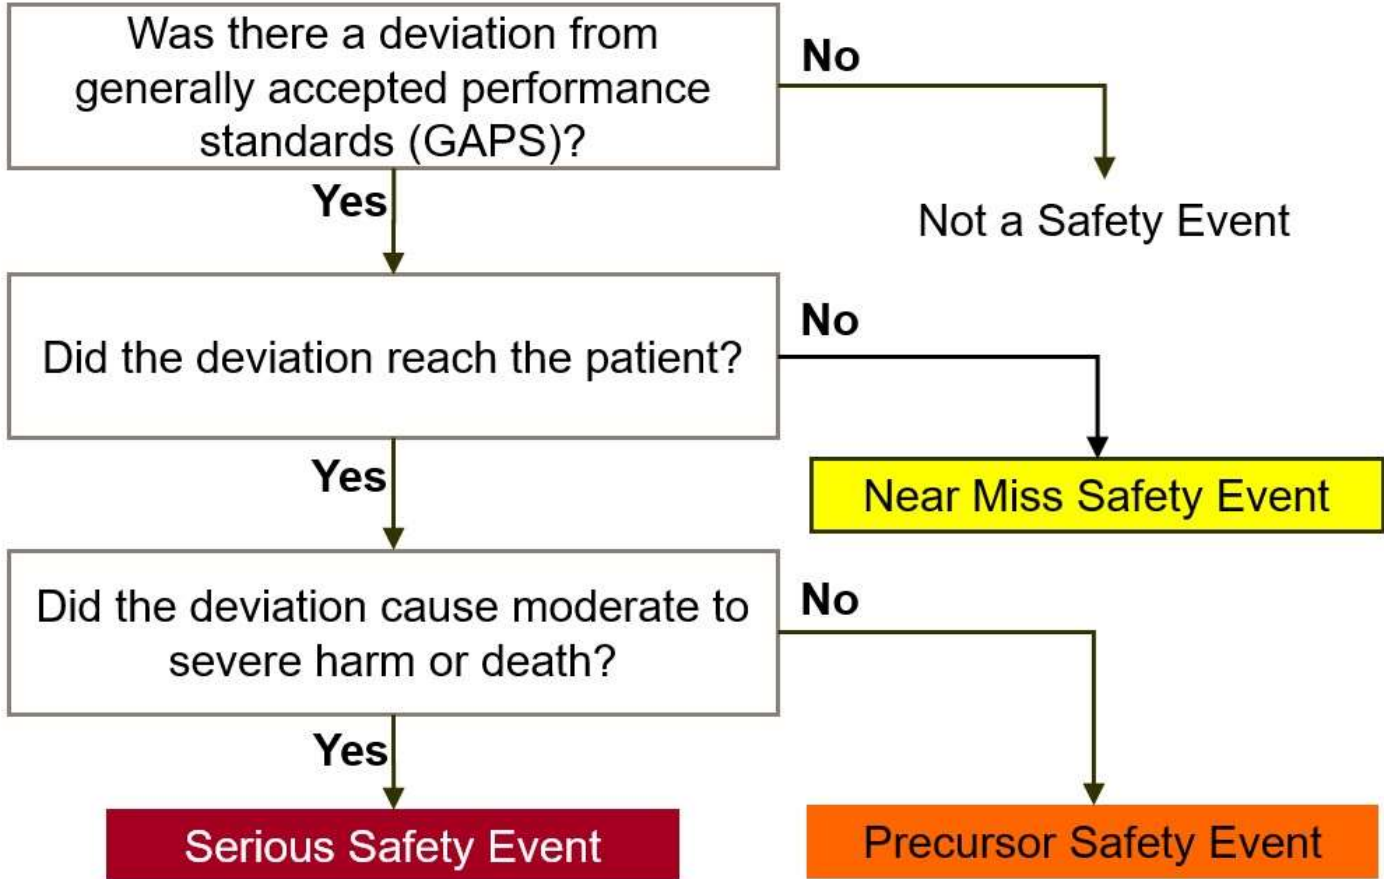 Was there a deviation from
generally accepted performance
standards (GAPS)?
No
Yes
Not a Safety Event
Did the deviation reach the patient?
No
Yes
Near Miss Safety Event
Did the deviation cause moderate to
severe harm or death?
No
Yes
Serious Safety Event
Precursor Safety Event